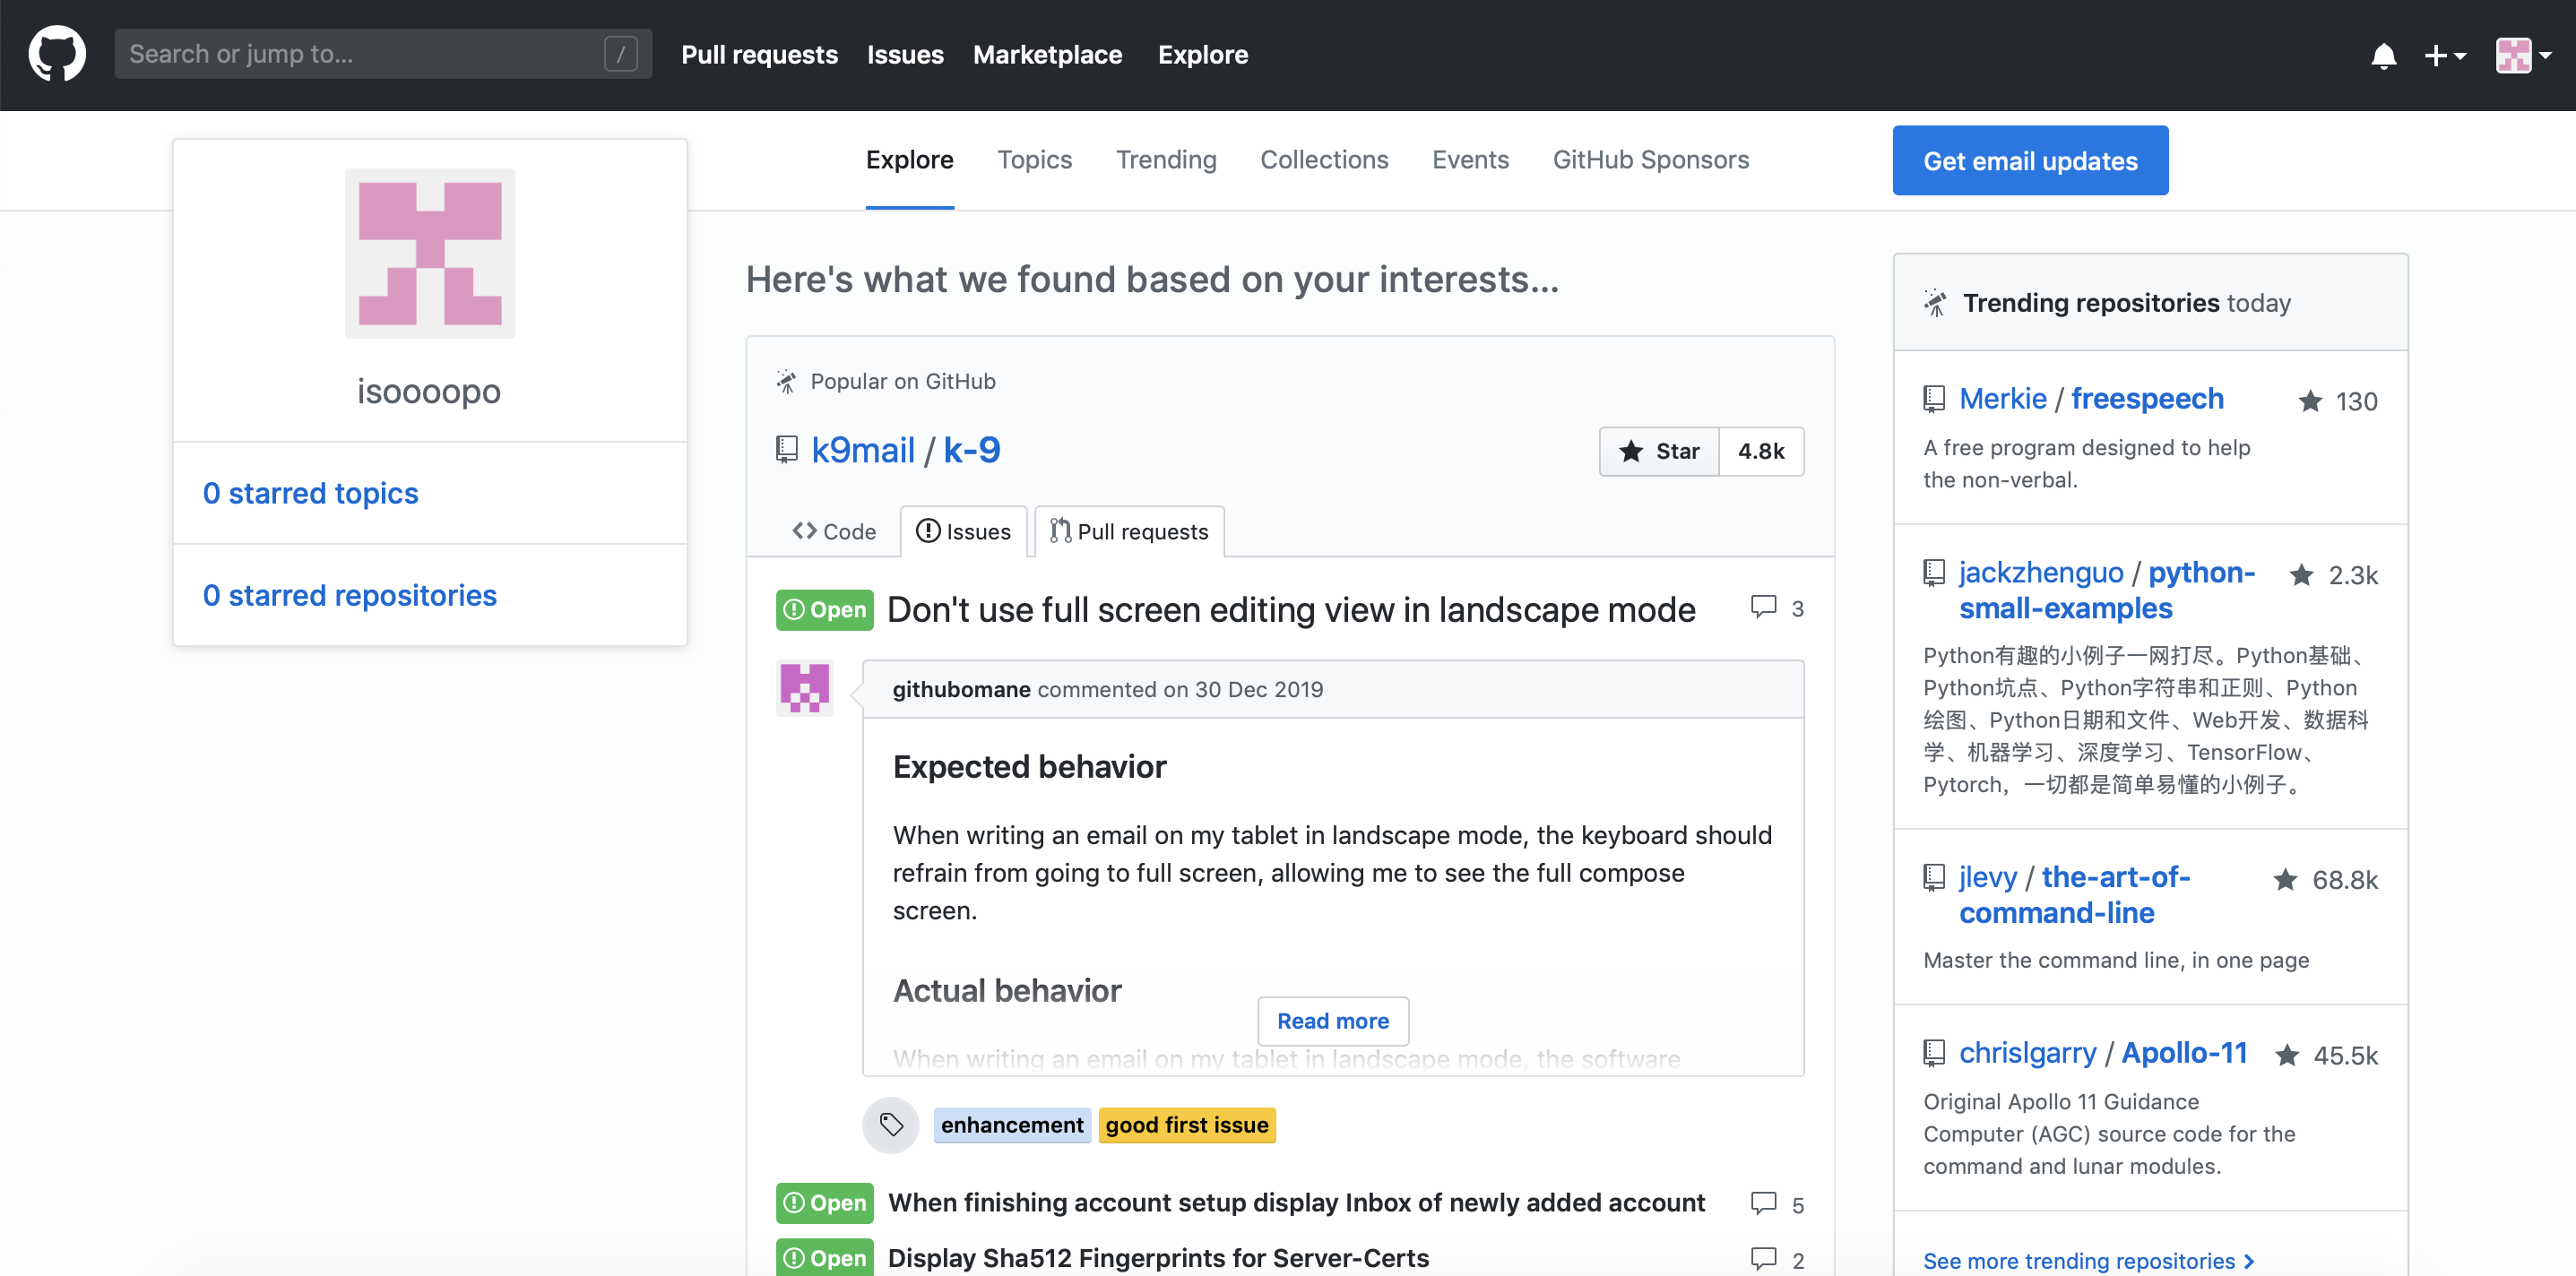 Search or jump to...
/
Pull requests
Issues
Marketplace
Explore
isoooopo
0 starred topics
0 starred repositories
Explore
Topics
Trending
Collections
Events
GitHub Sponsors
Get email updates
Here's what we found based on your interests...
Popular on GitHub
k9mail / k-9
Star
4.8k
Code
Issues
Pull requests
Open Don't use full screen editing view in landscape mode
3
githubomane commented on 30 Dec 2019
Expected behavior
When writing an email on my tablet in landscape mode, the keyboard should
refrain from going to full screen, allowing me to see the full compose
screen.
Actual behavior
Read more
When writing an email on my tablet in landscape mode, the software
enhancement
good first issue
Open When finishing account setup display Inbox of newly added account
5
Open Display Sha512 Fingerprints for Server-Certs
2
Trending repositories today
Merkie / freespeech
130
A free program designed to help
the non-verbal.
jackzhenguo / python-
small-examples
2.3k
Python有趣的小例子一网打尽。Python基础、
Python坑点、Python字符串和正则、Python
绘图、Python日期和文件、Web开发、数据科
学、机器学习、深度学习、TensorFlow、
Pytorch，一切都是简单易懂的小例子。
jlevy / the-art-of-
command-line
68.8k
Master the command line, in one page
chrislgarry / Apollo-11
45.5k
Original Apollo 11 Guidance
Computer (AGC) source code for the
command and lunar modules.
See more trending repositories